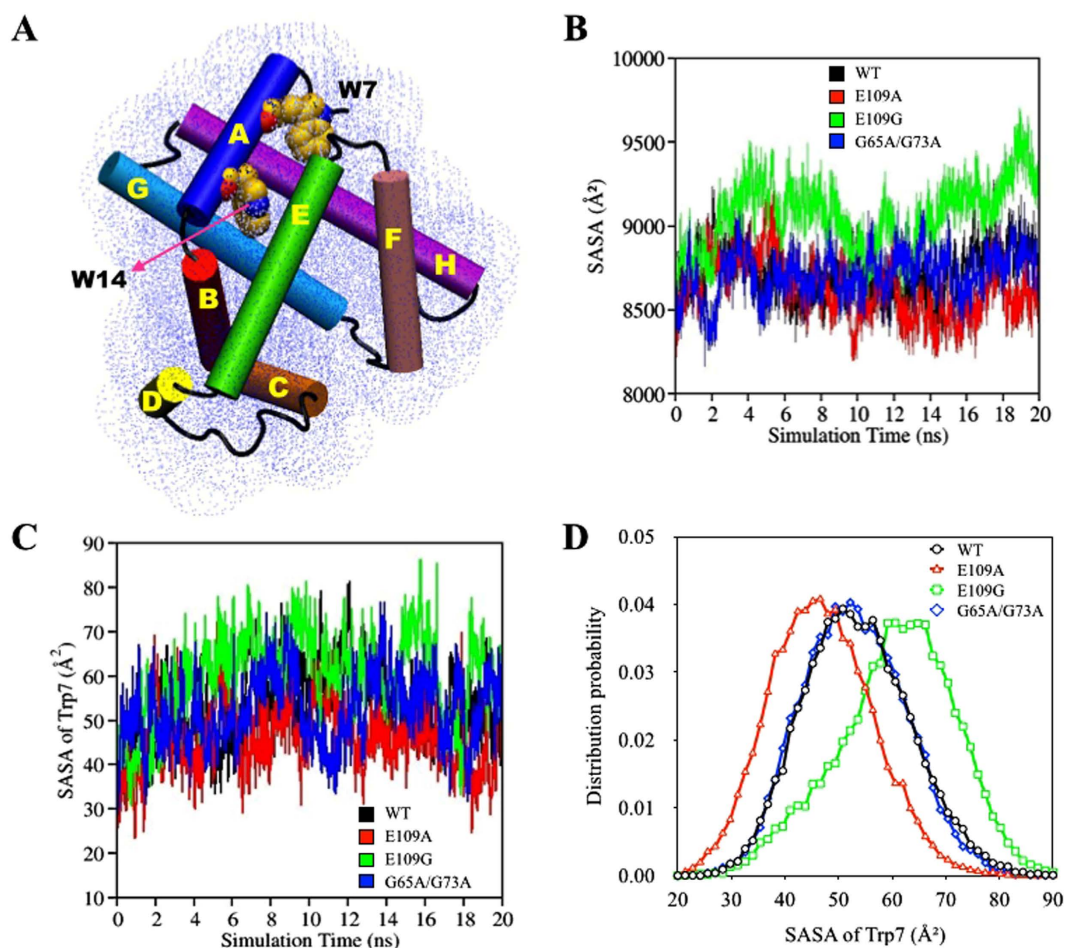 A
W7
A
G
E
F
H
W14
B
C
D
B
10000
9500
9000
8500
8000
SASA (Å²)
WT
E109A
E109G
G65A/G73A
0 2 4 6 8 10 12 14 16 18 20
Simulation Time (ns)
C
90
80
70
60
50
40
30
20
10
SASA of Trp7 (Å²)
WT
E109A
E109G
G65A/G73A
0 2 4 6 8 10 12 14 16 18 20
Simulation Time (ns)
D
0.05
0.04
0.03
0.02
0.01
0.00
Distribution probability
WT
E109A
E109G
G65A/G73A
20 30 40 50 60 70 80 90
SASA of Trp7 (Å²)